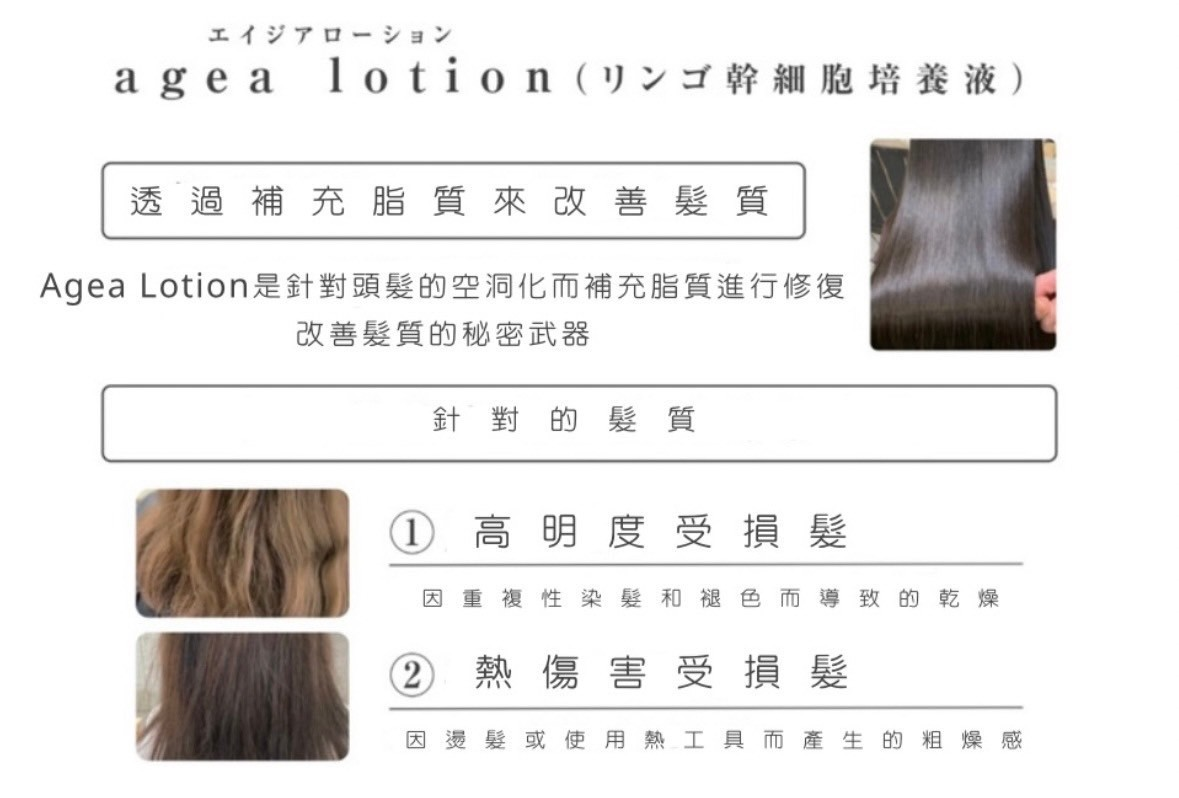 エイジアローション
agea lotion(リンゴ幹細胞培養液)
透過補充脂質來改善髮質
Agea Lotion是針對頭髮的空洞化而補充脂質進行修復
改善髮質的秘密武器
針對的髮質
① 高明度受損髮
因重複性染髮和褪色而導致的乾燥
② 熱傷害受損髮
因燙髮或使用熱工具而產生的粗燥感